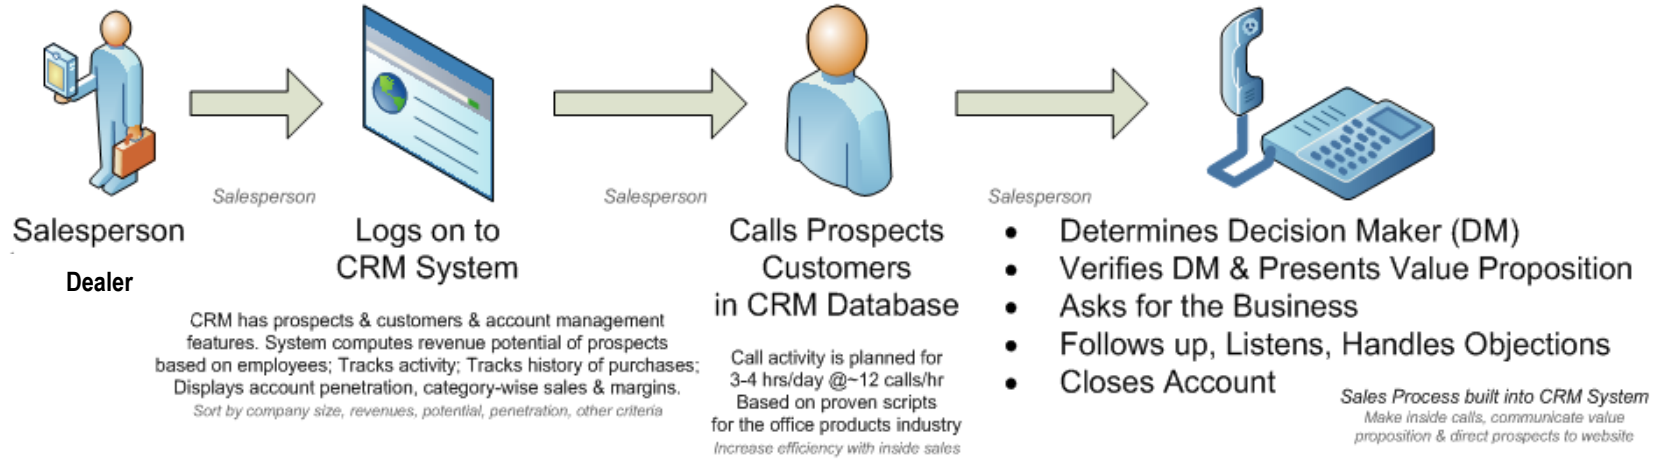 Salesperson
Dealer
Salesperson
Logs on to
CRM System
CRM has prospects & customers & account management
features. System computes revenue potential of prospects
based on employees; Tracks activity; Tracks history of purchases;
Displays account penetration, category-wise sales & margins.
Sort by company size, revenues, potential, penetration, other criteria
Salesperson
Calls Prospects
Customers
in CRM Database
Call activity is planned for
3-4 hrs/day @~12 calls/hr
Based on proven scripts
for the office products industry
Increase efficiency with inside sales
Salesperson
• Determines Decision Maker (DM)
• Verifies DM & Presents Value Proposition
• Asks for the Business
• Follows up, Listens, Handles Objections
• Closes Account
Sales Process built into CRM System
Make inside calls, communicate value
proposition & direct prospects to website